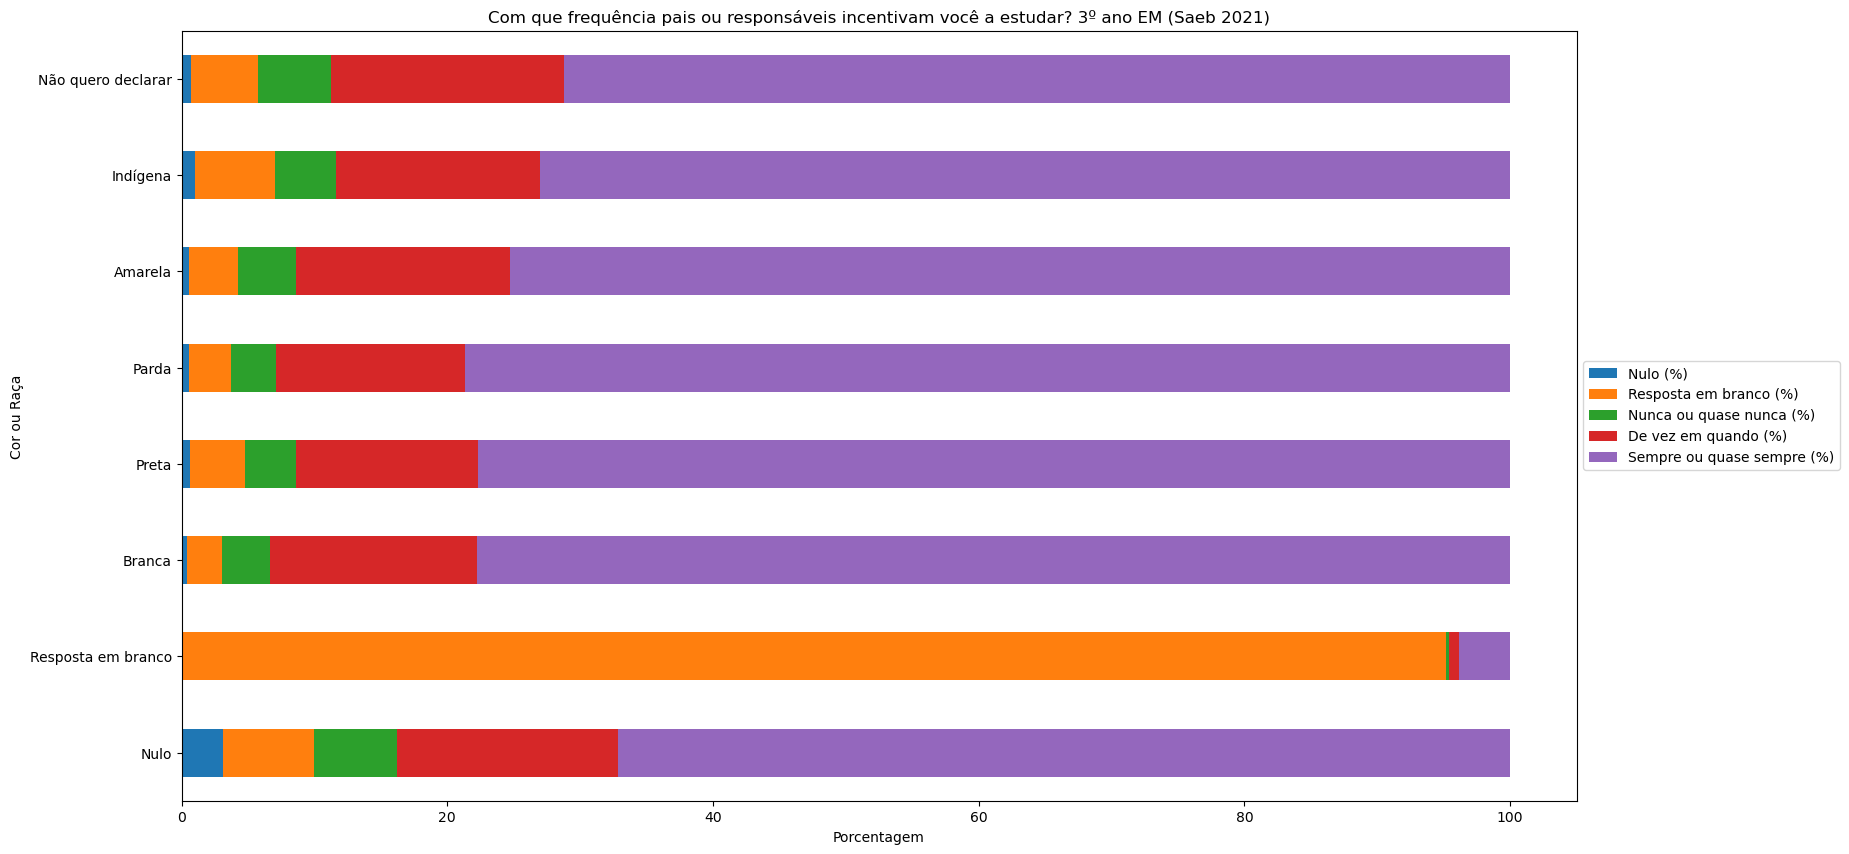 Com que frequência pais ou responsáveis incentivam você a estudar? 3º ano EM (Saeb 2021)
Cor ou Raça
Não quero declarar
Indígena
Amarela
Parda
Preta
Branca
Resposta em branco
Nulo
0 20 40 60 80 100
Porcentagem
Nulo (%)
Resposta em branco (%)
Nunca ou quase nunca (%)
De vez em quando (%)
Sempre ou quase sempre (%)